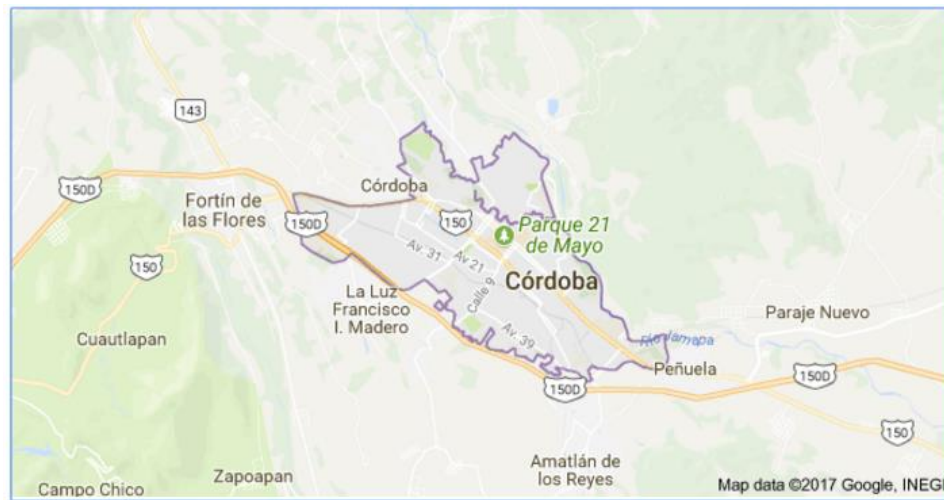 143
150D
Fortín de
las Flores
Córdoba
150D
150
Parque 21
de Mayo
150
Av. 31
Av 21
Córdoba
Calle 9
La Luz
Francisco
I. Madero
Av. 39
Cuautlapan
Paraje Nuevo
Río Jamapa
Peñuela
150D
150D
150
Zapoapan
Amatlán de
los Reyes
Campo Chico
Map data ©2017 Google, INEGI